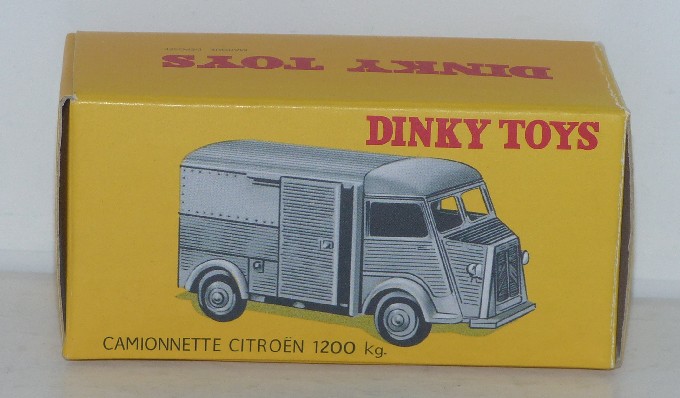 DINKY TOYS
DINKY TOYS
CAMIONNETTE CITROËN 1200 kg.